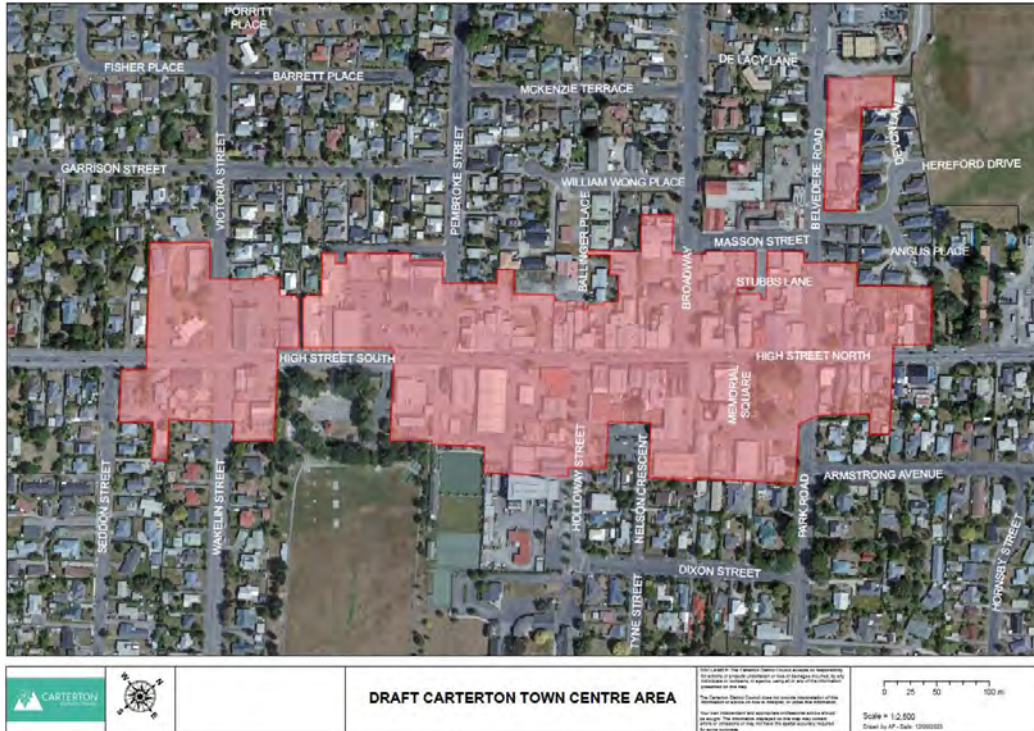 PORRITT
PLACE
FISHER PLACE
BARRETT PLACE
DE LACY LANE
MCKENZIE TERRACE
GARRISON STREET
VICTORIA STREET
PEMBROKE STREET
WILLIAM WONG PLACE
BALLINGER PLACE
BROADWAY
BELVEDERE ROAD
DEVON LANE
HEREFORD DRIVE
MASSON STREET
ANGUS PLACE
STUBBS LANE
HIGH STREET SOUTH
HIGH STREET NORTH
MEMORIAL
SQUARE
SEDDON STREET
WAKELIN STREET
HOLLOWAY STREET
NELSON CRESCENT
PARK ROAD
ARMSTRONG AVENUE
DIXON STREET
TYNE STREET
HORNSBY STREET
CARTERTON
W N
S E
DRAFT CARTERTON TOWN CENTRE AREA
0 25 50 100 m
Scale = 1:2,500